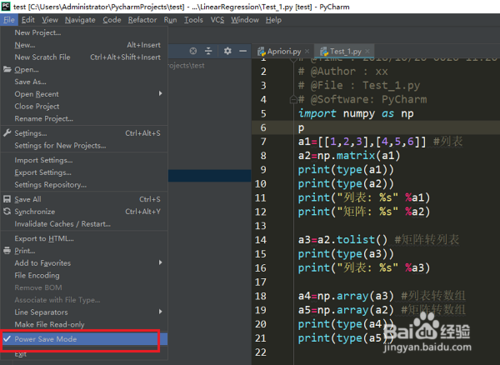 test [C:\Users\Administrator\PycharmProjects\test] - ...\LinearRegression\Test_1.py [test] - PyCharm
File Edit View Navigate Code Refactor Run Tools VCS Window Help
New Project...
New... Alt+Insert
New Scratch File Ctrl+Alt+Shift+Insert
Open...
Save As...
Open Recent
Close Project
Rename Project...
Settings... Ctrl+Alt+S
Settings for New Projects...
Import Settings...
Export Settings...
Settings Repository...
Save All Ctrl+S
Synchronize Ctrl+Alt+Y
Invalidate Caches / Restart...
Export to HTML...
Print...
Add to Favorites
File Encoding
Remove BOM
Associate with File Type...
Line Separators
Make File Read-only
Power Save Mode
Exit
rojects\test
Apriori.py Test_1.py
2 # @Author : xx
3 # @File : Test_1.py
4 # @Software: PyCharm
5 import numpy as np
6 p
7 a1=[[1,2,3],[4,5,6]] #列表
8 a2=np.matrix(a1)
9 print(type(a1))
10 print(type(a2))
11 print("列表: %s" %a1)
12 print("矩阵: %s" %a2)
13
14 a3=a2.tolist() #矩阵转列表
15 print(type(a3))
16 print("列表: %s" %a3)
17
18 a4=np.array(a3) #列表转数组
19 a5=np.array(a2) #矩阵转数组
20 print(type(a4))
21 print(type(a5))
22
Baidu 经验
jingyan.baidu.com